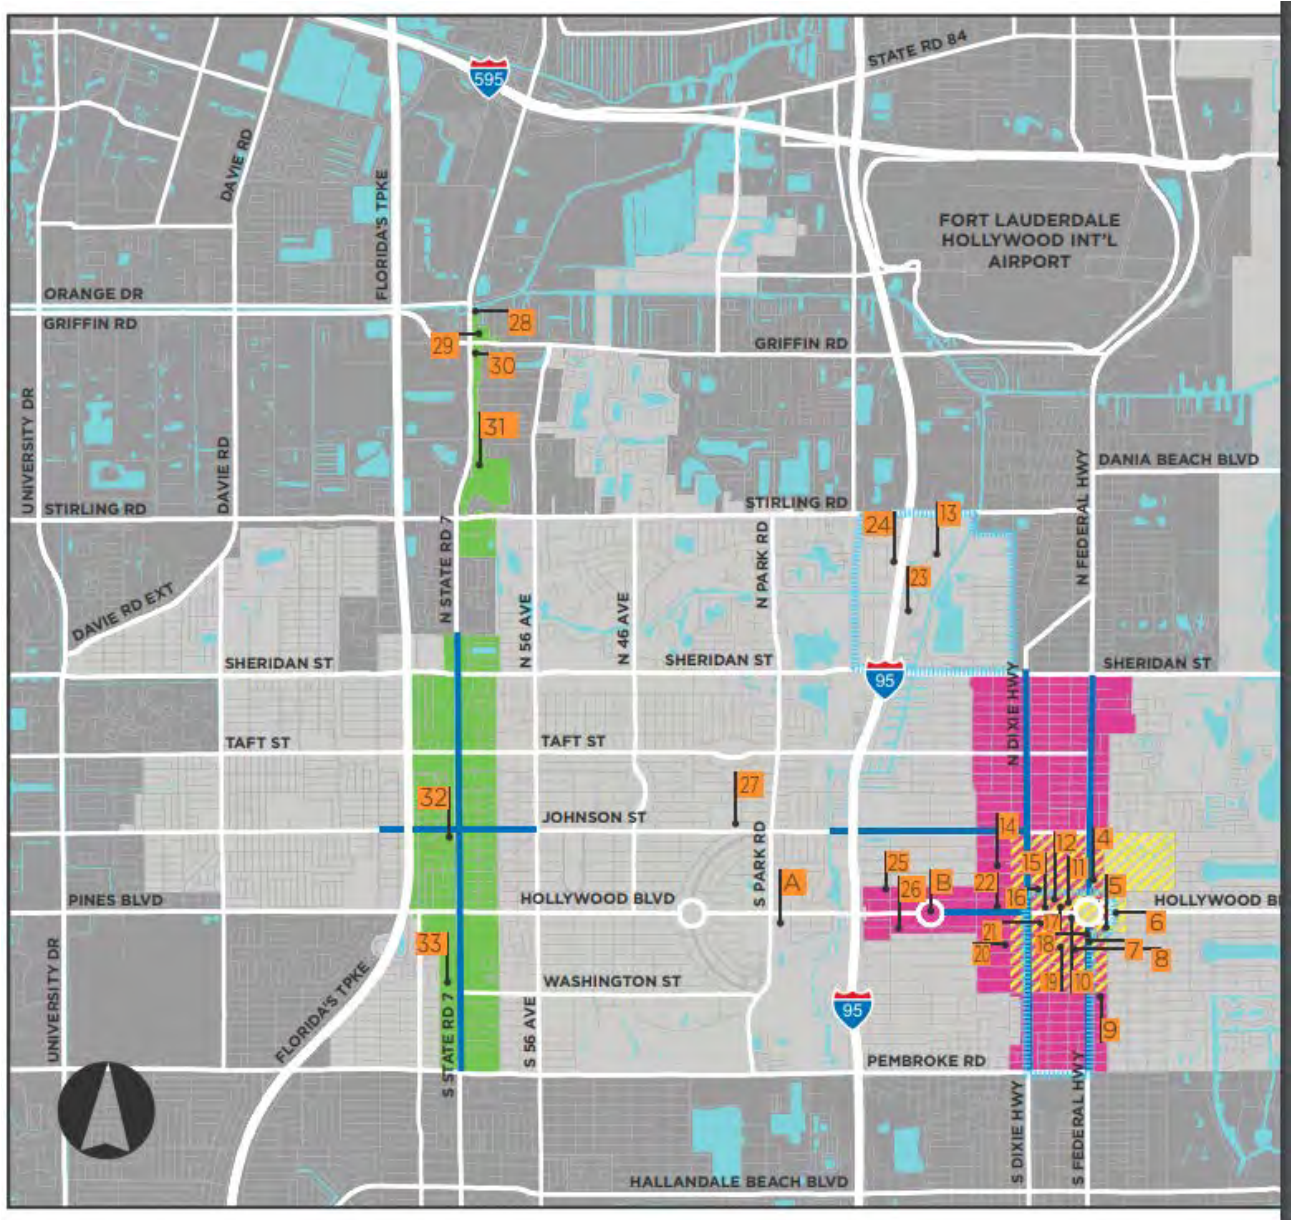 STATE RD 84
595
DAVIE RD
FLORIDA'S TPKE
FORT LAUDERDALE
HOLLYWOOD INT'L
AIRPORT
ORANGE DR
GRIFFIN RD
28
29
GRIFFIN RD
30
UNIVERSITY DR
31
DAVIE RD
N FEDERAL HWY
DANIA BEACH BLVD
STIRLING RD
STIRLING RD
24
13
N STATE RD 7
N PARK RD
23
DAVIE RD EXT
N 56 AVE
N 46 AVE
SHERIDAN ST
SHERIDAN ST
SHERIDAN ST
95
N DIXIE HWY
TAFT ST
TAFT ST
27
32
JOHNSON ST
14
12
4
15
11
S PARK RD
25
A
26
B
22
16
5
PINES BLVD
HOLLYWOOD BLVD
HOLLYWOOD BL
6
17
21
20
18
7
8
33
UNIVERSITY DR
FLORIDA'S TPKE
WASHINGTON ST
19
10
S STATE RD 7
S 56 AVE
95
9
PEMBROKE RD
S DIXIE HWY
S FEDERAL HWY
HALLANDALE BEACH BLVD